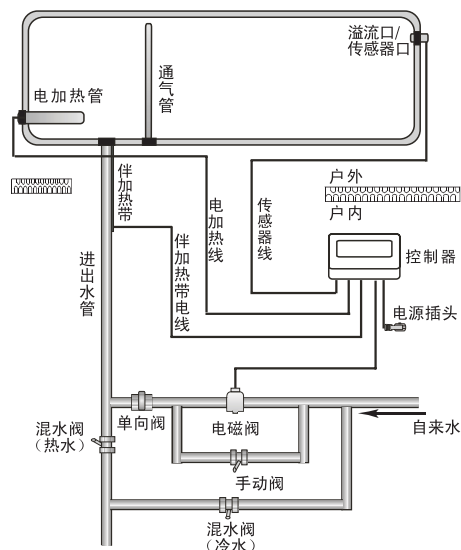 溢流口/
传感器口
通气管
电加热管
伴加热带
户外
户内
电加热线
传感器线
伴加热带电线
进出水管
控制器
电源插头
单向阀
电磁阀
自来水
混水阀
(热水)
手动阀
混水阀
(冷水)